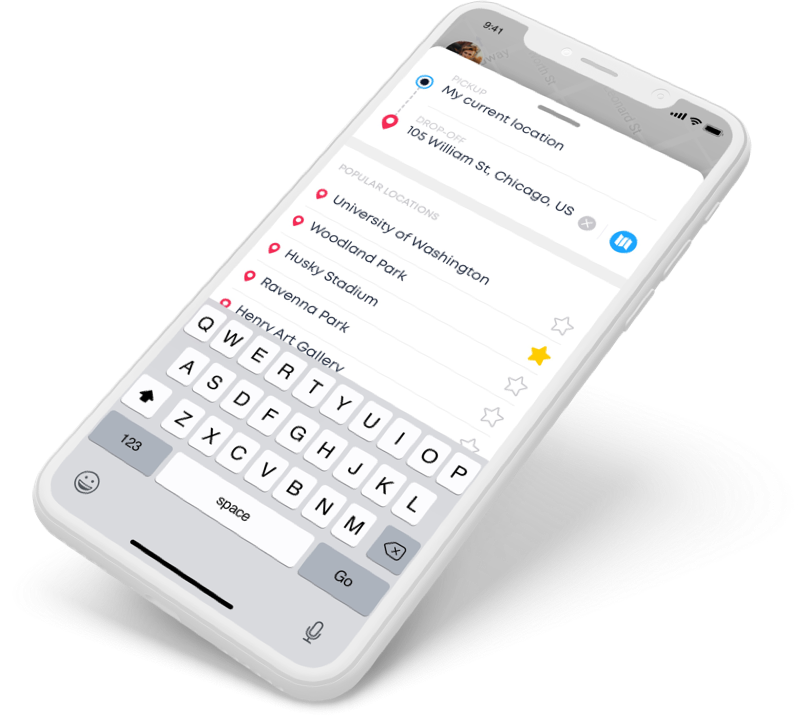 9:41
PICKUP
My current location
DROP-OFF
105 William St, Chicago, US
POPULAR LOCATIONS
University of Washington
Woodland Park
Husky Stadium
Ravenna Park
Henry Art Gallery
Q W E R T Y U I O P
A S D F G H J K L
Z X C V B N M
123
space
Go